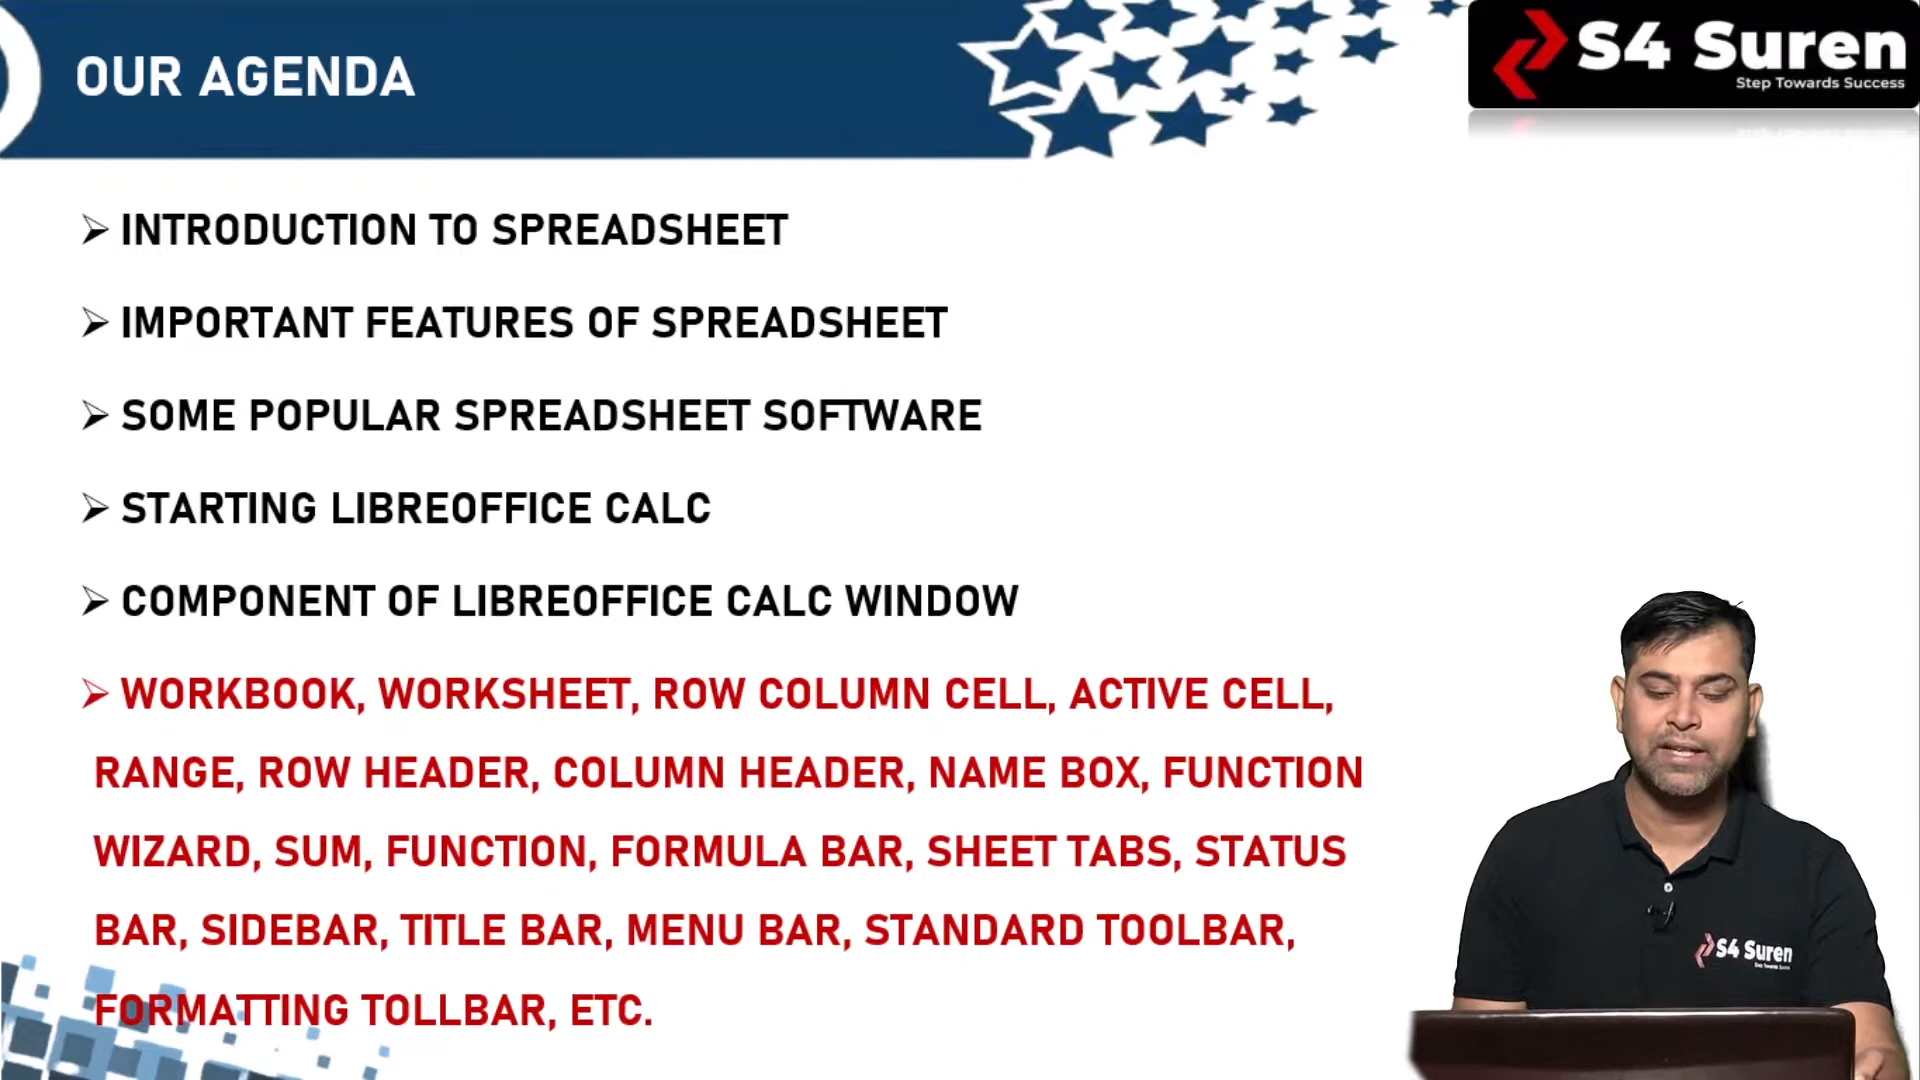 OUR AGENDA
S4 Suren
Step Towards Success
INTRODUCTION TO SPREADSHEET
IMPORTANT FEATURES OF SPREADSHEET
SOME POPULAR SPREADSHEET SOFTWARE
STARTING LIBREOFFICE CALC
COMPONENT OF LIBREOFFICE CALC WINDOW
WORKBOOK, WORKSHEET, ROW COLUMN CELL, ACTIVE CELL,
RANGE, ROW HEADER, COLUMN HEADER, NAME BOX, FUNCTION
WIZARD, SUM, FUNCTION, FORMULA BAR, SHEET TABS, STATUS
BAR, SIDEBAR, TITLE BAR, MENU BAR, STANDARD TOOLBAR,
FORMATTING TOLLBAR, ETC.
S4 Suren
Step Towards Success